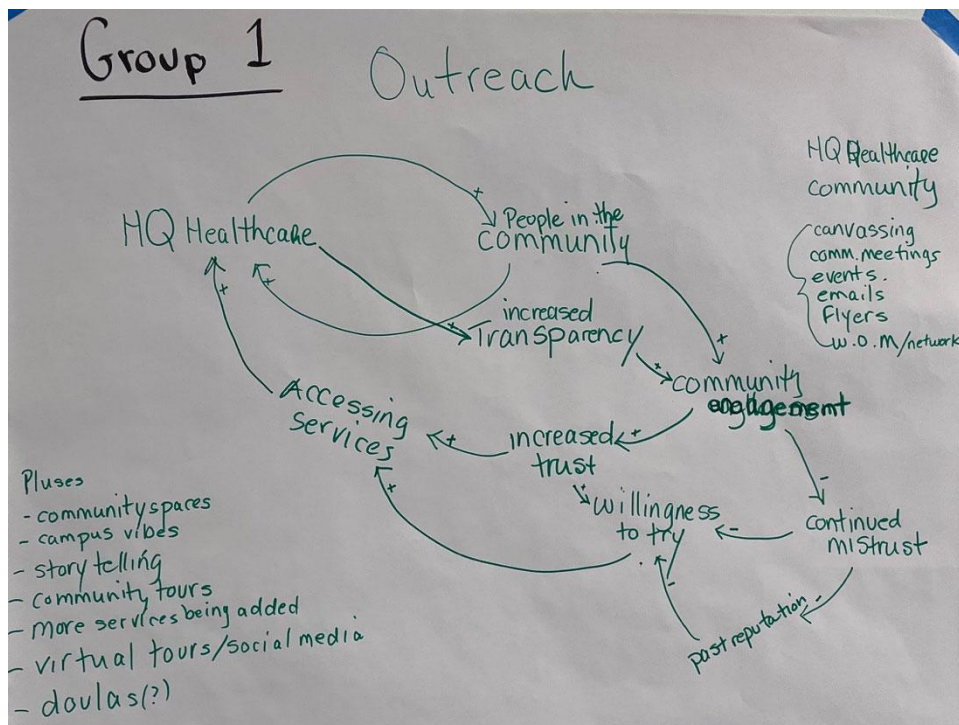 Group 1
Outreach
HQ Healthcare
community
canvassing
comm. meetings
events.
emails
Flyers
w.o.m/network
HQ Healthcare
People in the
community
increased
Transparency
community
engagement
Accessing
services
increased
trust
willingness
to try
continued
mistrust
past reputation
Pluses
- community spaces
- campus vibes
- story telling
- community tours
- more services being added
- virtual tours/social media
- doulas(?)
+
+
+
+
+
+
+
+
+
+
-
-
-
-